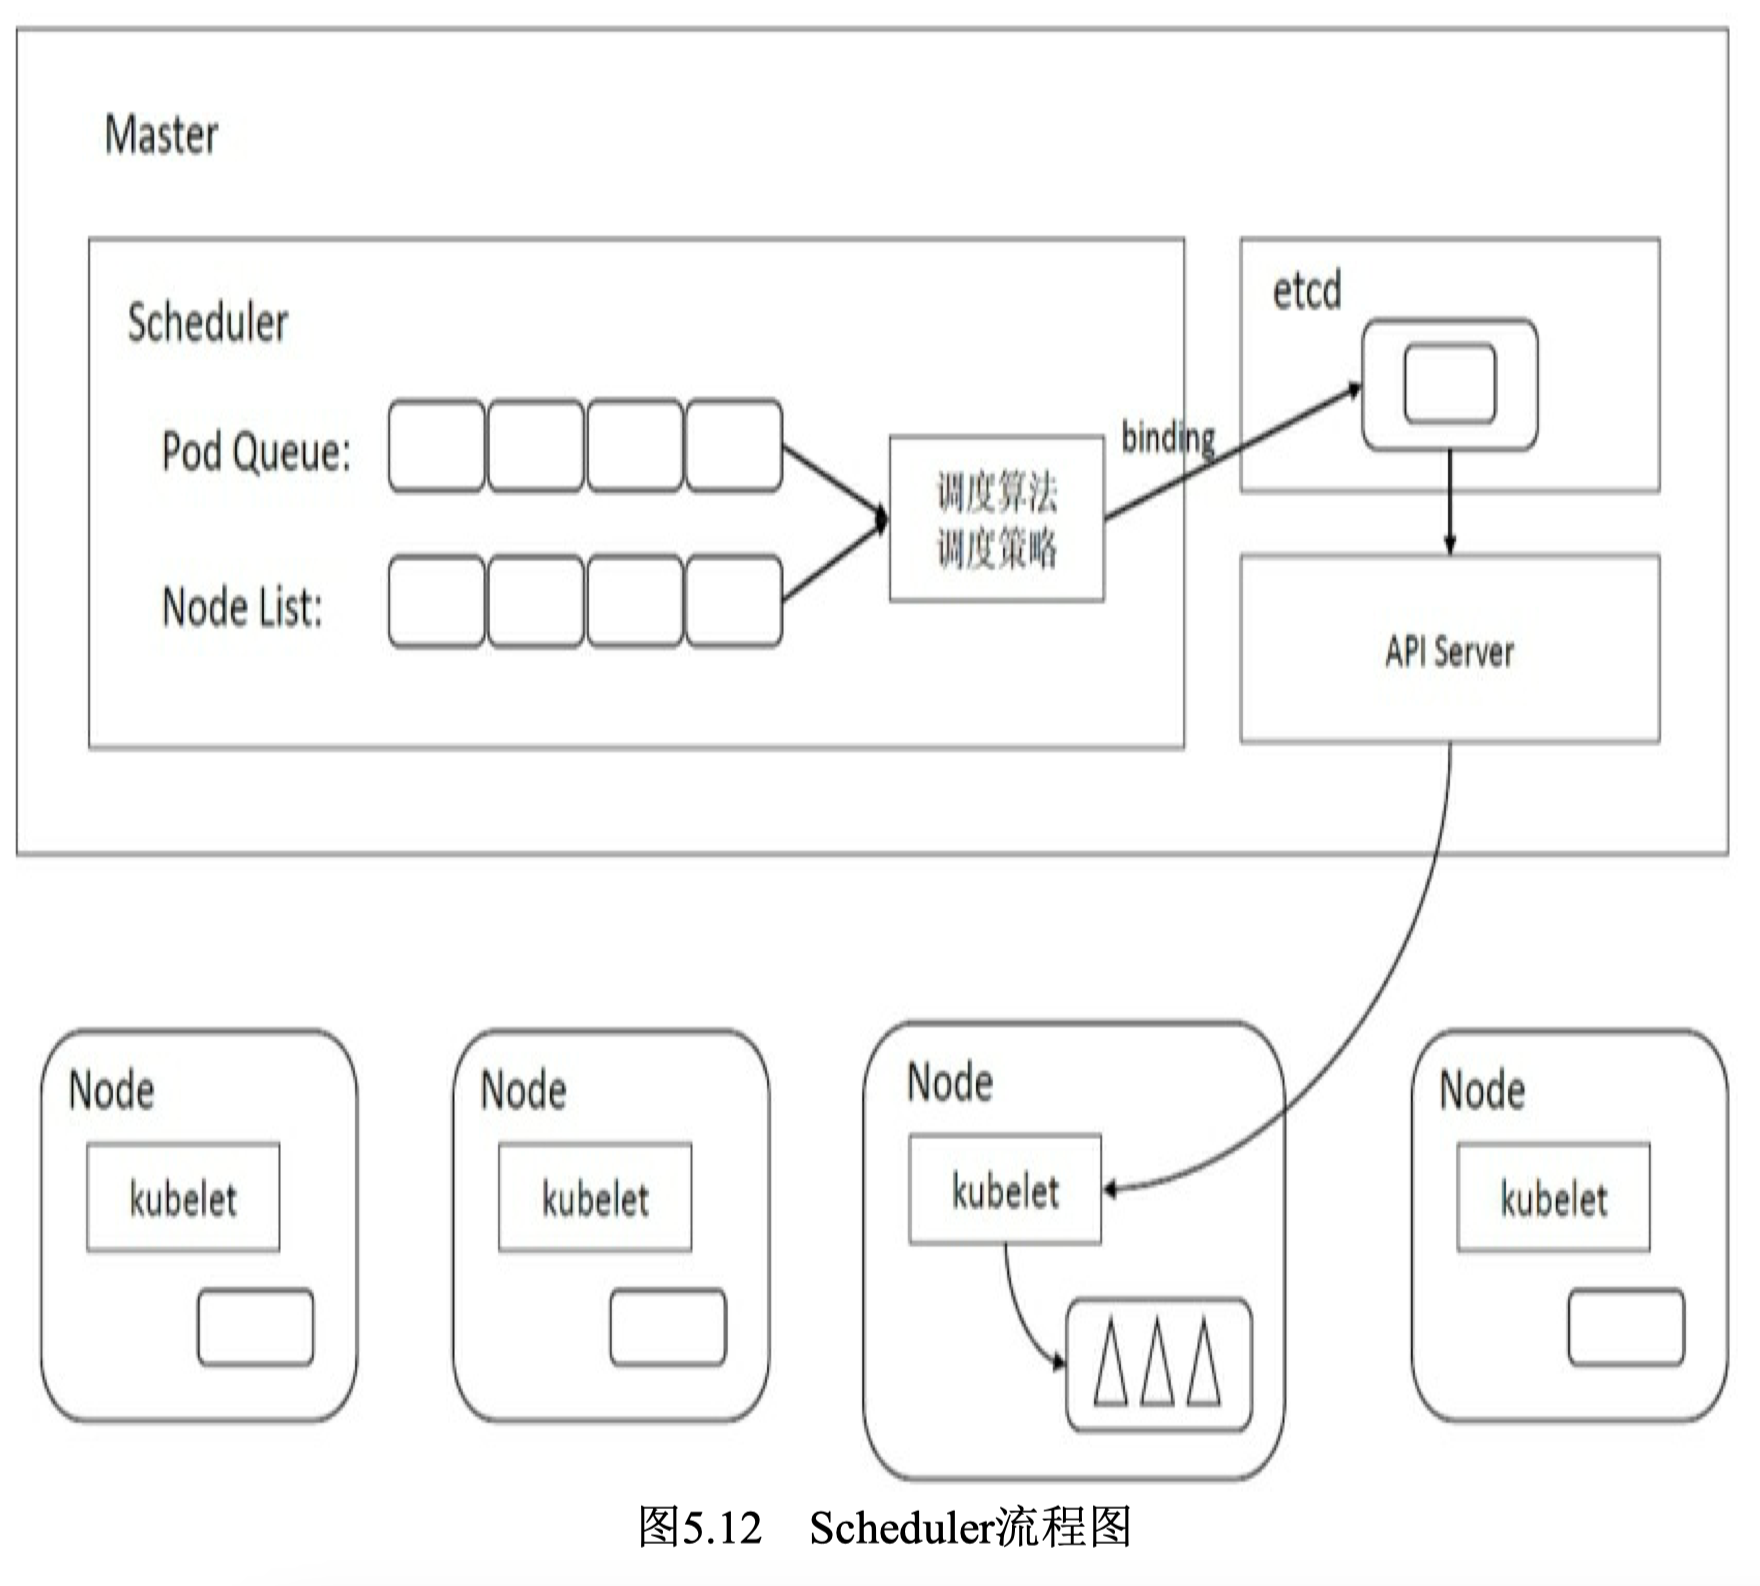 Master
Scheduler
Pod Queue:
Node List:
调度算法
调度策略
binding
etcd
API Server
Node
kubelet
Node
kubelet
Node
kubelet
Node
kubelet
图5.12 Scheduler流程图